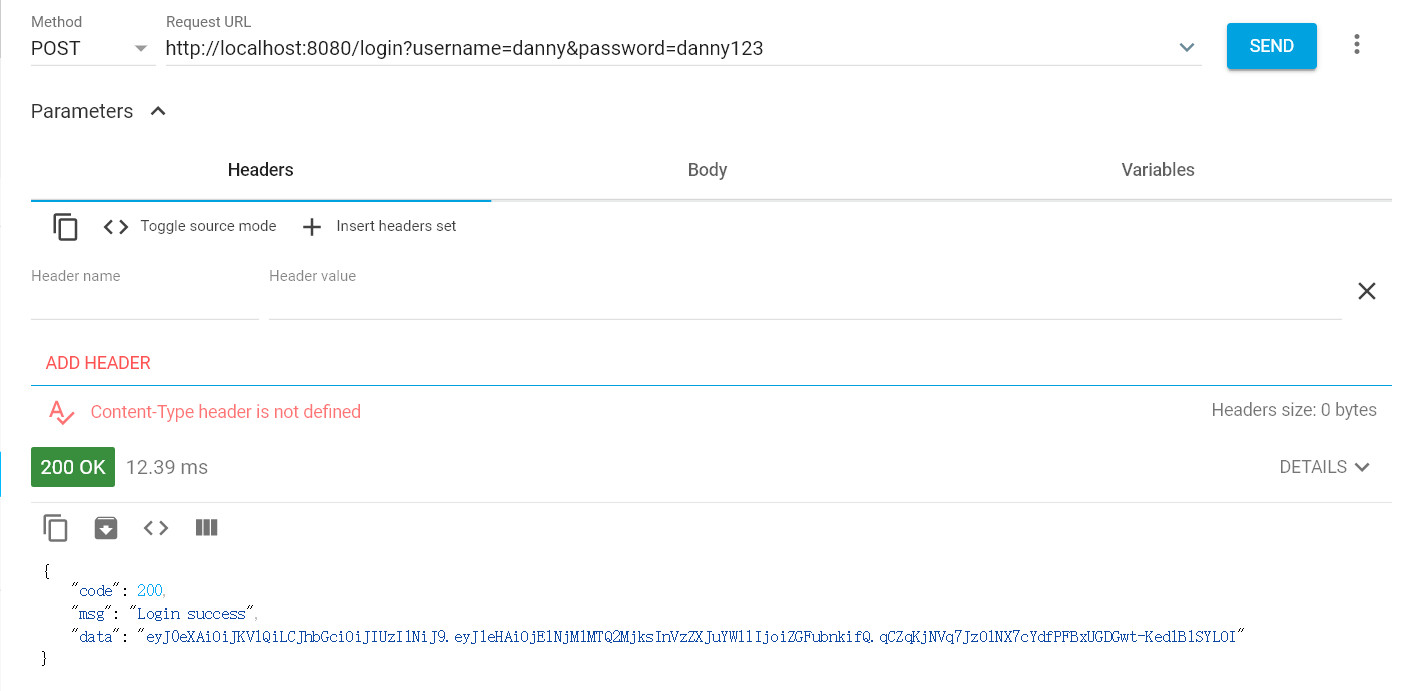 Method
Request URL
POST
http://localhost:8080/login?username=danny&password=danny123
SEND
Parameters
Headers
Body
Variables
Toggle source mode
Insert headers set
Header name
Header value
ADD HEADER
Content-Type header is not defined
Headers size: 0 bytes
200 OK
12.39 ms
DETAILS
{
"code": 200,
"msg": "Login success",
"data": "eyJ0eXAiOiJKV1QiLCJhbGciOiJIUzI1NiJ9.eyJleHAiOjE1NjM1MTQ2MjksInVzZXJuYW1lIjoiZGFubnkifQ.qCZqKjNVq7JzO1NX7cYdfPFBxUGDGwt-Ked1B1SYLOI"
}